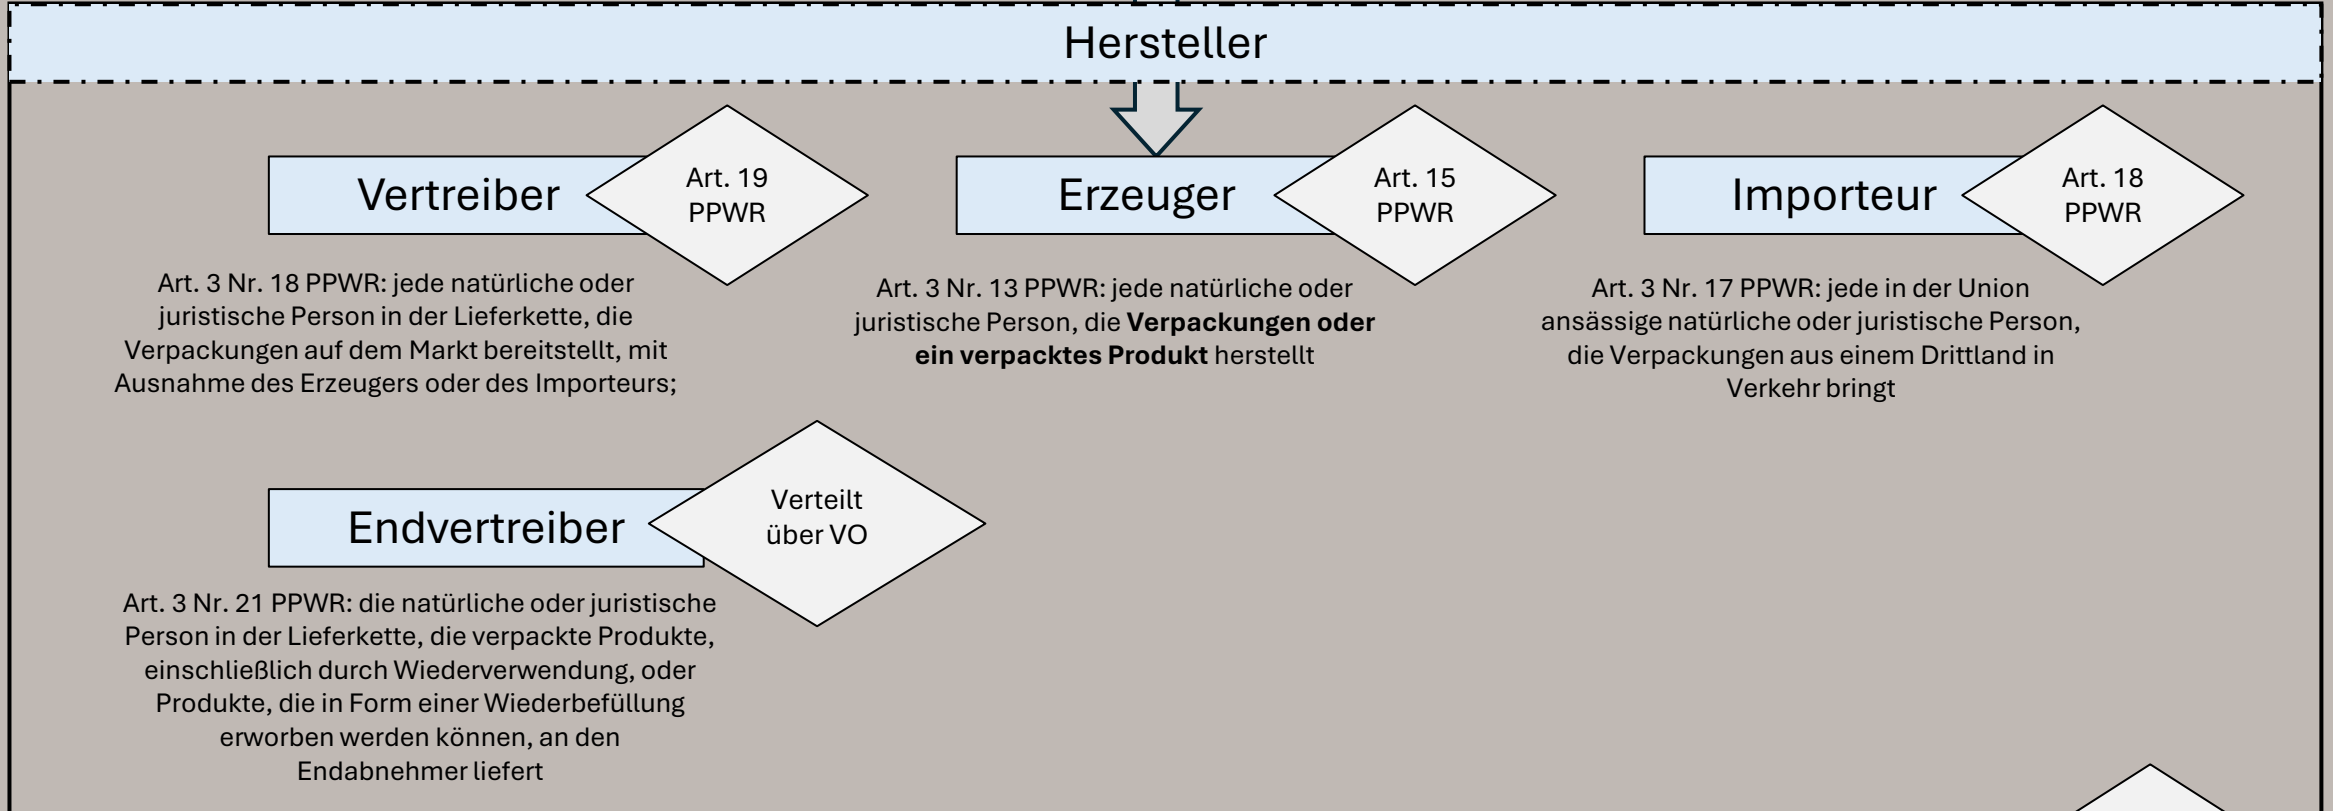 Hersteller
Vertreiber
Art. 19
PPWR
Art. 3 Nr. 18 PPWR: jede natürliche oder
juristische Person in der Lieferkette, die
Verpackungen auf dem Markt bereitstellt, mit
Ausnahme des Erzeugers oder des Importeurs;
Erzeuger
Art. 15
PPWR
Art. 3 Nr. 13 PPWR: jede natürliche oder
juristische Person, die Verpackungen oder
ein verpacktes Produkt herstellt
Importeur
Art. 18
PPWR
Art. 3 Nr. 17 PPWR: jede in der Union
ansässige natürliche oder juristische Person,
die Verpackungen aus einem Drittland in
Verkehr bringt
Endvertreiber
Verteilt
über VO
Art. 3 Nr. 21 PPWR: die natürliche oder juristische
Person in der Lieferkette, die verpackte Produkte,
einschließlich durch Wiederverwendung, oder
Produkte, die in Form einer Wiederbefüllung
erworben werden können, an den
Endabnehmer liefert